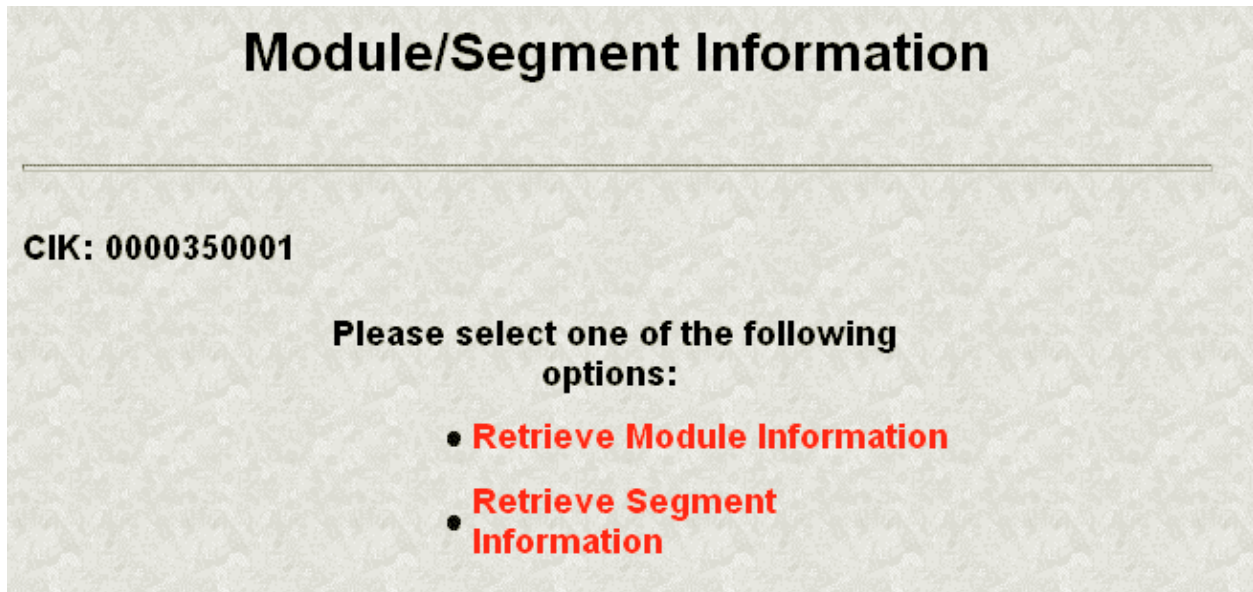 Module/Segment Information
CIK: 0000350001
Please select one of the following
options:
• Retrieve Module Information
• Retrieve Segment
Information